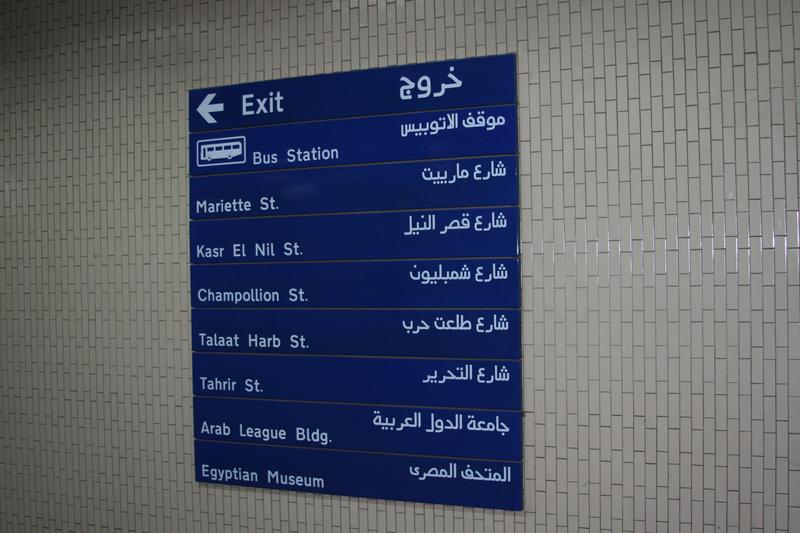 Exit خروج
Bus Station موقف الاتوبيس
Mariette St. شارع مارييت
Kasr El Nil St. شارع قصر النيل
Champollion St. شارع شمبليون
Talaat Harb St. شارع طلعت حرب
Tahrir St. شارع التحرير
Arab League Bldg. جامعة الدول العربية
Egyptian Museum المتحف المصرى